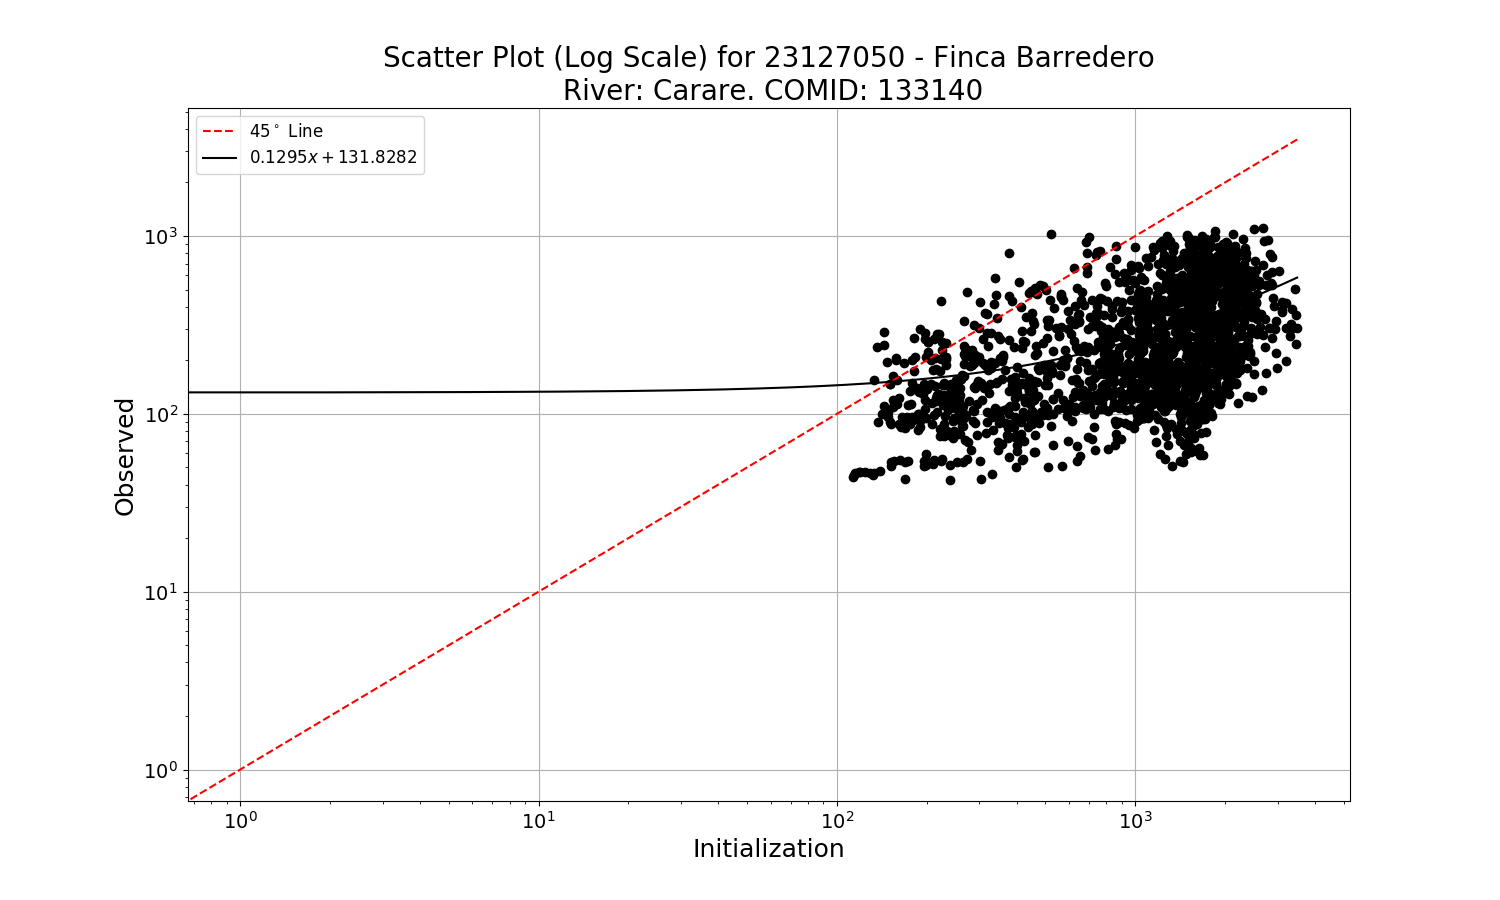 Scatter Plot (Log Scale) for 23127050 - Finca Barredero
River: Carare. COMID: 133140
45° Line
0.1295x + 131.8282
Observed
10³
10²
10¹
10⁰
10⁰ 10¹ 10² 10³
Initialization